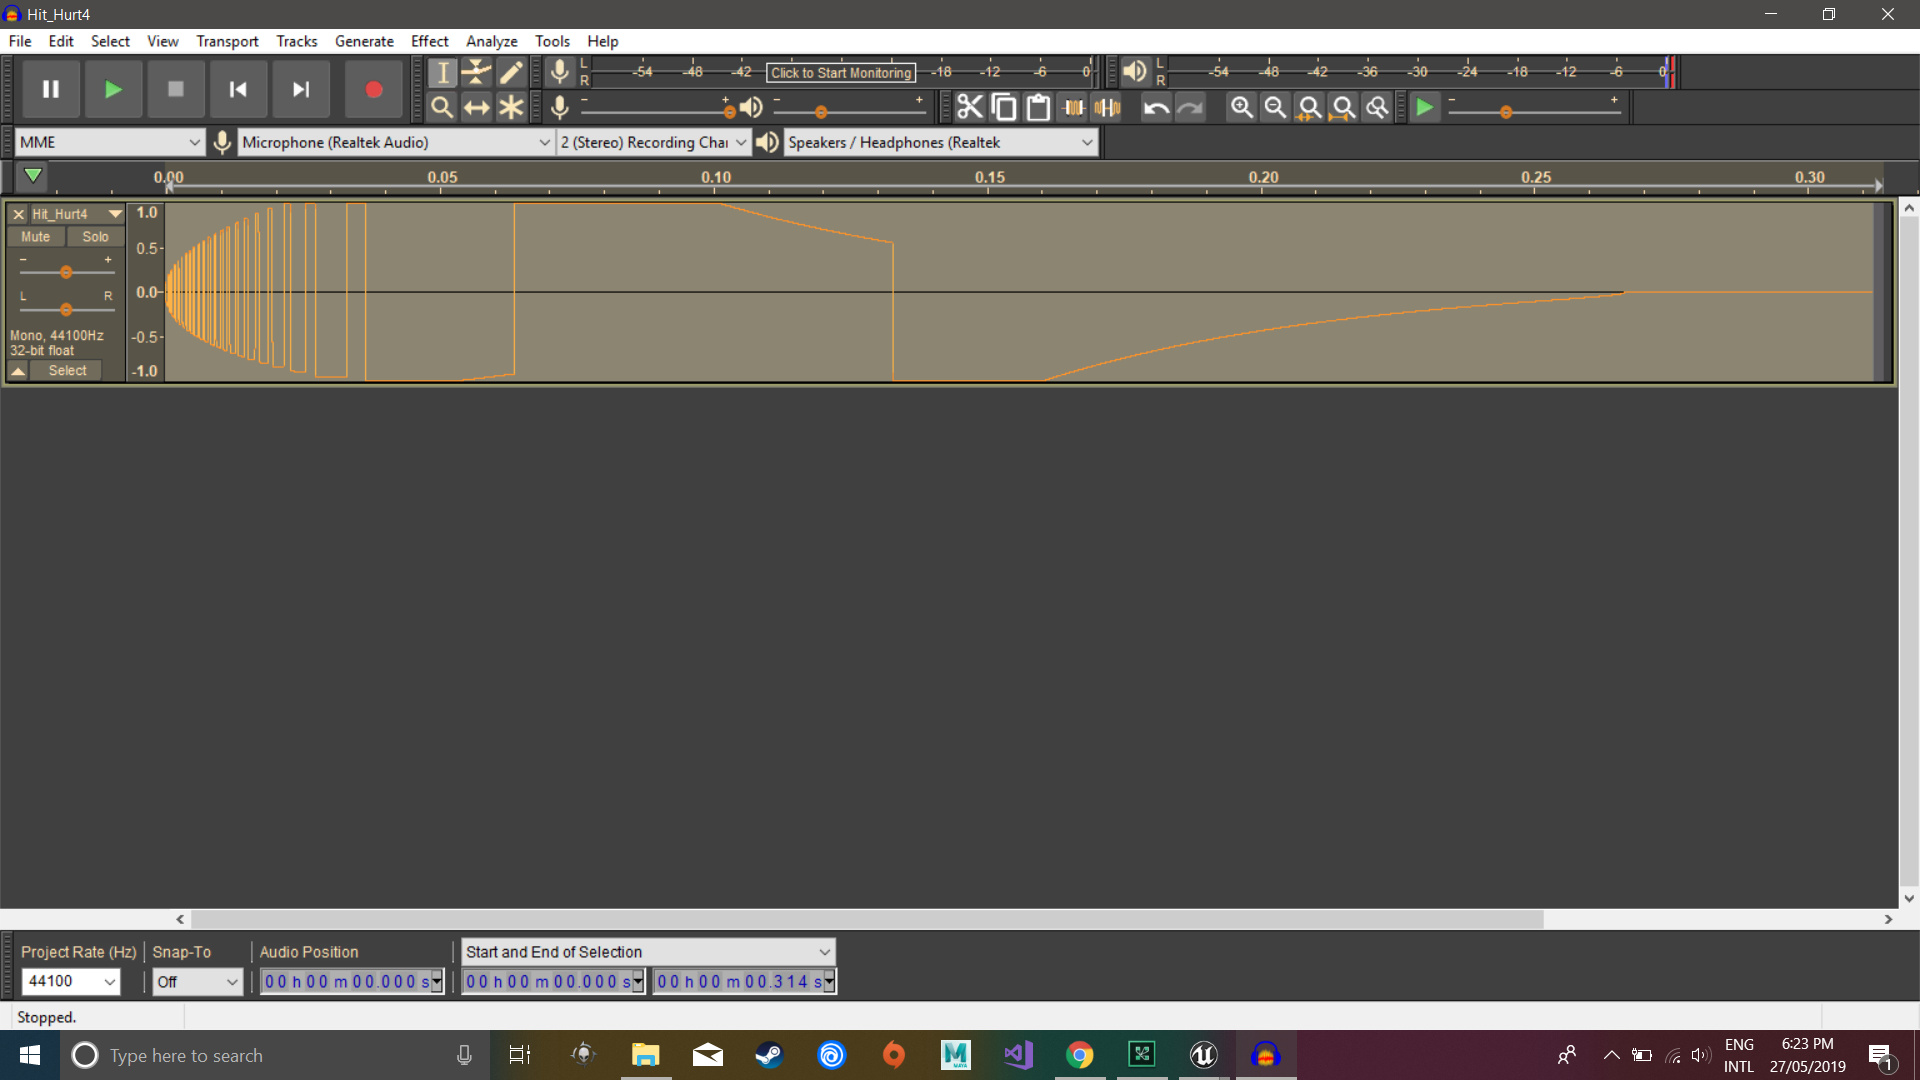 Hit_Hurt4
File Edit Select View Transport Tracks Generate Effect Analyze Tools Help
L -54 -48 -42 Click to Start Monitoring -18 -12 -6 0 L -54 -48 -42 -36 -30 -24 -18 -12 -6 0
R R
- + - + - +
MME Microphone (Realtek Audio) 2 (Stereo) Recording Chai Speakers / Headphones (Realtek
0.00 0.05 0.10 0.15 0.20 0.25 0.30
Hit_Hurt4 1.0
Mute Solo
0.5
- +
L R 0.0
Mono, 44100Hz -0.5
32-bit float
Select -1.0
Project Rate (Hz) Snap-To Audio Position Start and End of Selection
44100 Off 00 h 00 m 00.000 s 00 h 00 m 00.000 s 00 h 00 m 00.314 s
Stopped.
Type here to search
M
MAYA
ENG 6:23 PM
INTL 27/05/2019 1